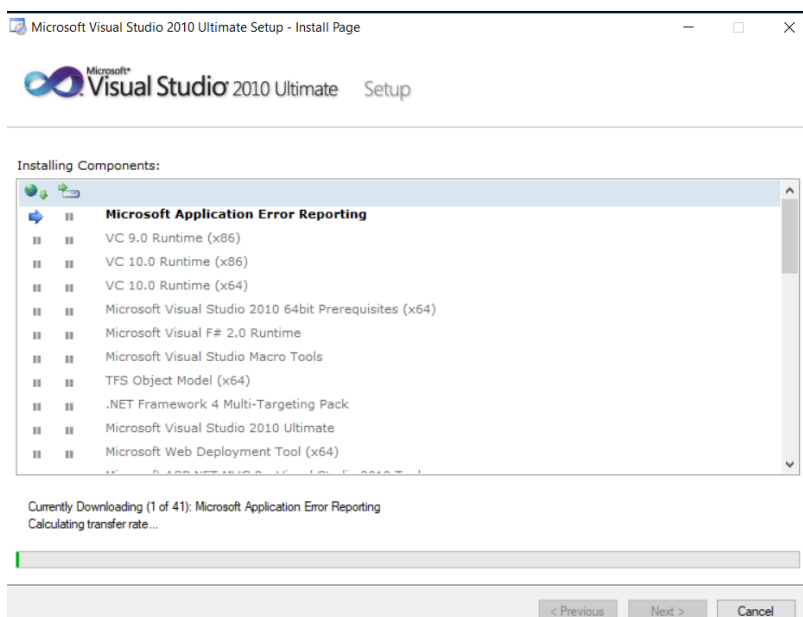 Microsoft Visual Studio 2010 Ultimate Setup - Install Page
Microsoft®
Visual Studio 2010 Ultimate Setup
Installing Components:
Microsoft Application Error Reporting
VC 9.0 Runtime (x86)
VC 10.0 Runtime (x86)
VC 10.0 Runtime (x64)
Microsoft Visual Studio 2010 64bit Prerequisites (x64)
Microsoft Visual F# 2.0 Runtime
Microsoft Visual Studio Macro Tools
TFS Object Model (x64)
.NET Framework 4 Multi-Targeting Pack
Microsoft Visual Studio 2010 Ultimate
Microsoft Web Deployment Tool (x64)
Currently Downloading (1 of 41): Microsoft Application Error Reporting
Calculating transfer rate...
< Previous Next > Cancel